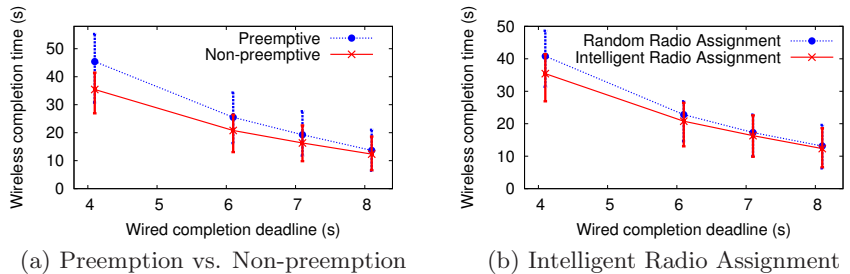 Wireless completion time (s)
50
40
30
20
10
0
Preemptive
Non-preemptive
4
5
6
7
8
Wired completion deadline (s)
(a) Preemption vs. Non-preemption
Wireless completion time (s)
50
40
30
20
10
0
Random Radio Assignment
Intelligent Radio Assignment
4
5
6
7
8
Wired completion deadline (s)
(b) Intelligent Radio Assignment